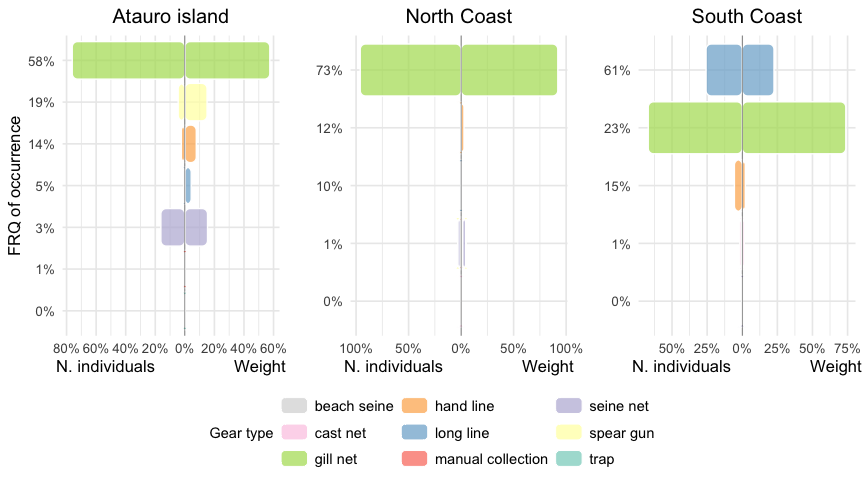 Atauro island
North Coast
South Coast
FRQ of occurrence
58%
19%
14%
5%
3%
1%
0%
80% 60% 40% 20% 0% 20% 40% 60%
N. individuals Weight
73%
12%
10%
1%
0%
100% 50% 0% 50% 100%
N. individuals Weight
61%
23%
15%
1%
0%
50% 25% 0% 25% 50% 75%
N. individuals Weight
Gear type
beach seine
cast net
gill net
hand line
long line
manual collection
seine net
spear gun
trap